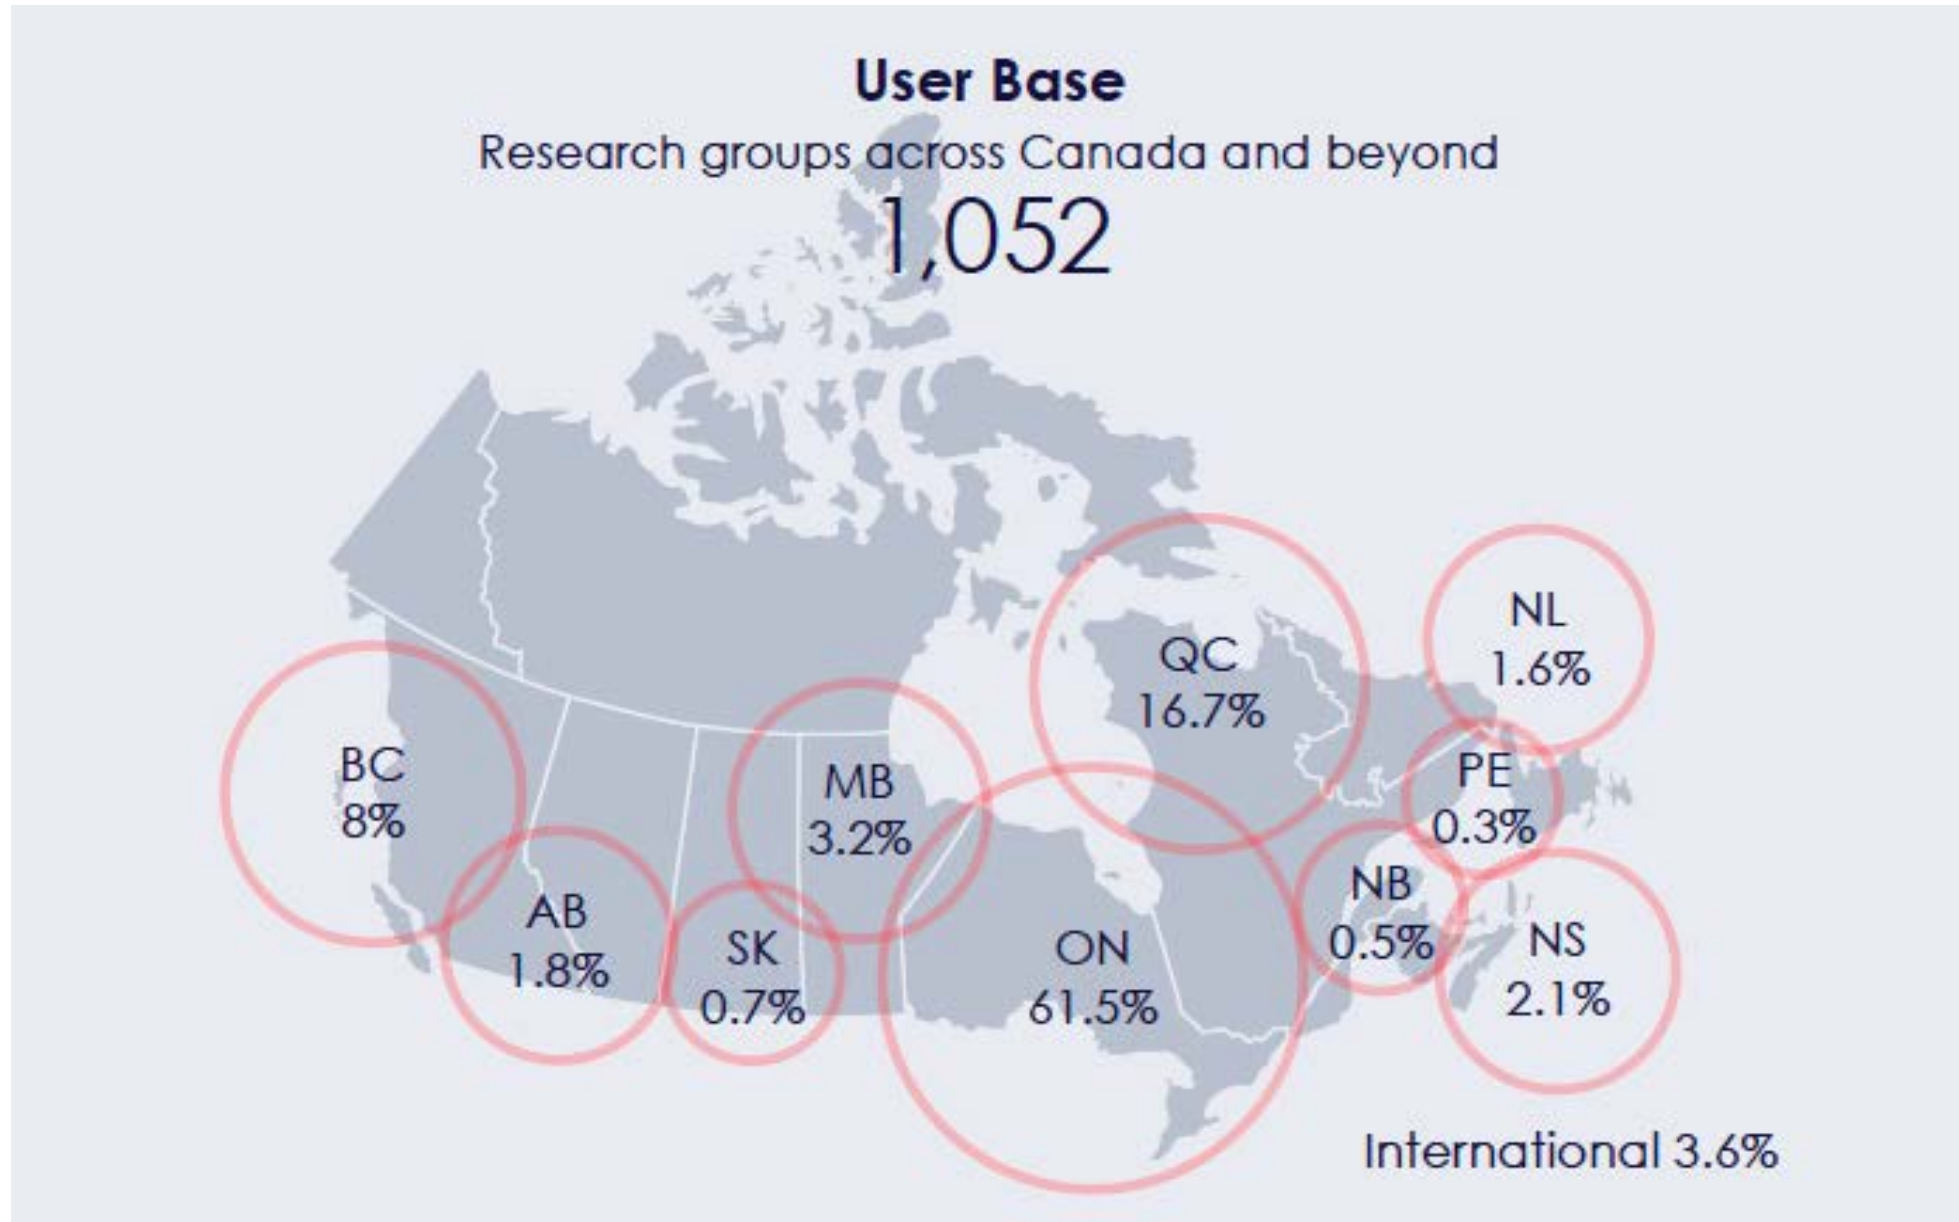 User Base
Research groups across Canada and beyond
1,052
NL
1.6%
QC
16.7%
BC
8%
MB
3.2%
PE
0.3%
NB
0.5%
AB
1.8%
SK
0.7%
ON
61.5%
NS
2.1%
International 3.6%